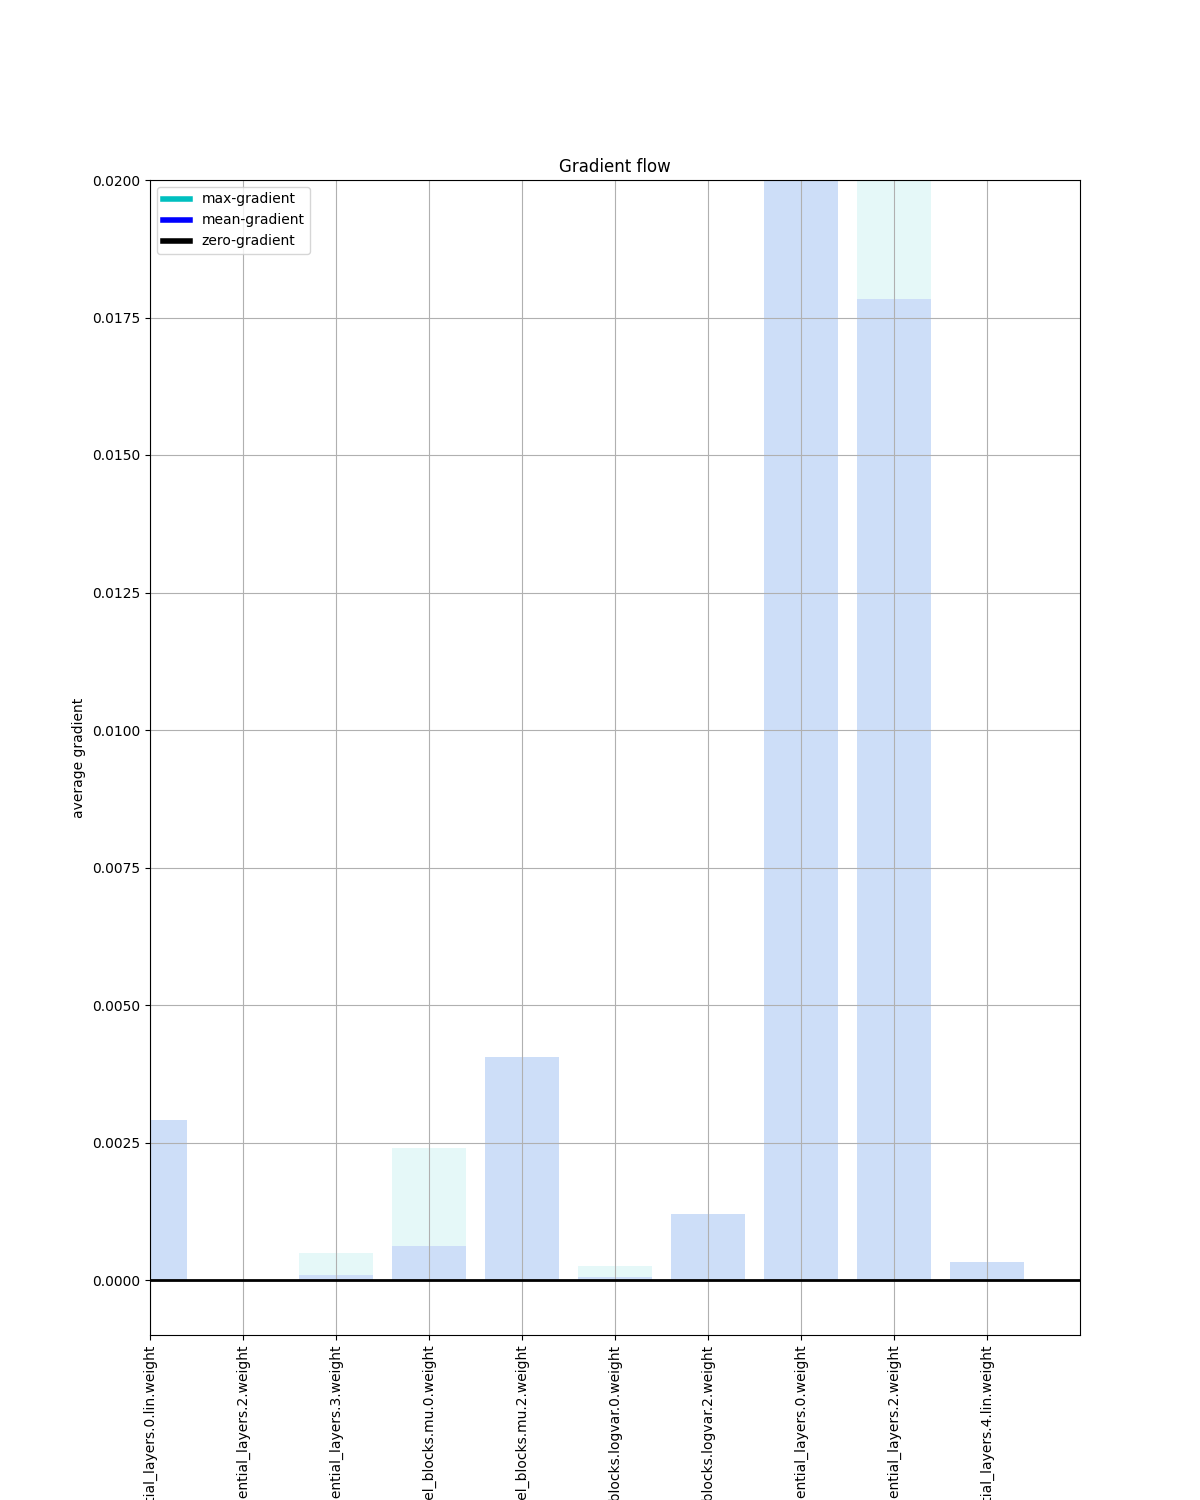 Gradient flow
max-gradient
mean-gradient
zero-gradient
0.0200
0.0175
0.0150
0.0125
0.0100
0.0075
0.0050
0.0025
0.0000
average gradient
tial_layers.0.lin.weight
ential_layers.2.weight
ential_layers.3.weight
el_blocks.mu.0.weight
el_blocks.mu.2.weight
blocks.logvar.0.weight
blocks.logvar.2.weight
ential_layers.0.weight
ential_layers.2.weight
tial_layers.4.lin.weight